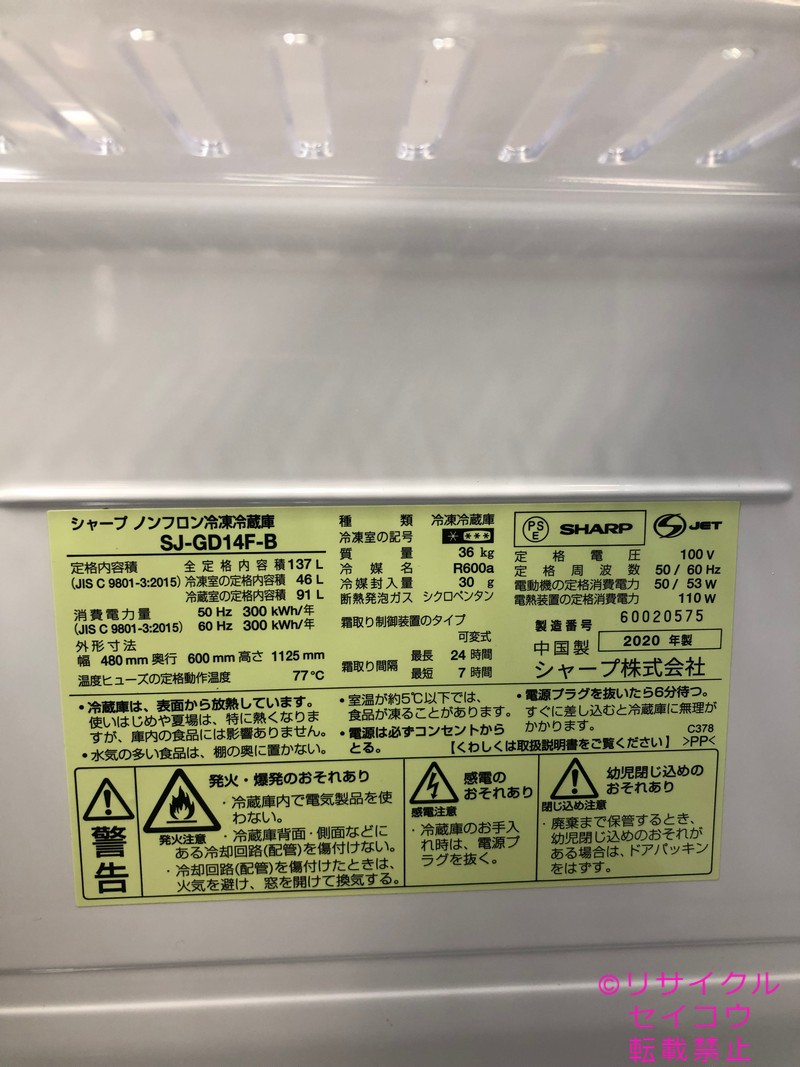 シャープ ノンフロン冷凍冷蔵庫
SJ-GD14F-B
定格内容積
(JIS C 9801-3:2015)
全定格内容積 137 L
冷凍室の定格内容積 46 L
冷蔵室の定格内容積 91 L
消費電力量
(JIS C 9801-3:2015)
50 Hz 300 kWh/年
60 Hz 300 kWh/年
外形寸法
幅 480 mm 奥行 600 mm 高さ 1125 mm
温度ヒューズの定格動作温度 77℃
種類 冷凍冷蔵庫
冷凍室の記号
質量 36 kg
冷媒名 R600a
冷媒封入量 30 g
断熱発泡ガス シクロペンタン
霜取り制御装置のタイプ
可変式
霜取り間隔
最長 24 時間
最短 7 時間
PS
E
SHARP
S JET
定格電圧 100 V
定格周波数 50 / 60 Hz
電動機の定格消費電力 50 / 53 W
電熱装置の定格消費電力 110 W
製造番号 60020575
中国製 2020 年製
シャープ株式会社
・冷蔵庫は、表面から放熱しています。
使いはじめや夏場は、特に熱くなりま
すが、庫内の食品には影響ありません。
・水気の多い食品は、棚の奥に置かない。
・室温が約5℃以下では、
食品が凍ることがあります。
・電源は必ずコンセントから
とる。
・電源プラグを抜いたら6分待つ。
すぐに差し込むと冷蔵庫に無理が
かかります。
C378
【くわしくは取扱説明書をご覧ください】 >PP<
警告
発火注意
発火・爆発のおそれあり
・冷蔵庫内で電気製品を使
わない。
・冷蔵庫背面・側面などに
ある冷却回路(配管)を傷付けない。
・冷却回路(配管)を傷付けたときは、
火気を避け、窓を開けて換気する。
感電注意
感電の
おそれあり
・冷蔵庫のお手入
れ時は、電源プ
ラグを抜く。
閉じ込め注意
幼児閉じ込めの
おそれあり
・廃棄まで保管するとき、
幼児閉じ込めのおそれが
ある場合は、ドアパッキン
をはずす。
©リサイクル
セイコウ
転載禁止